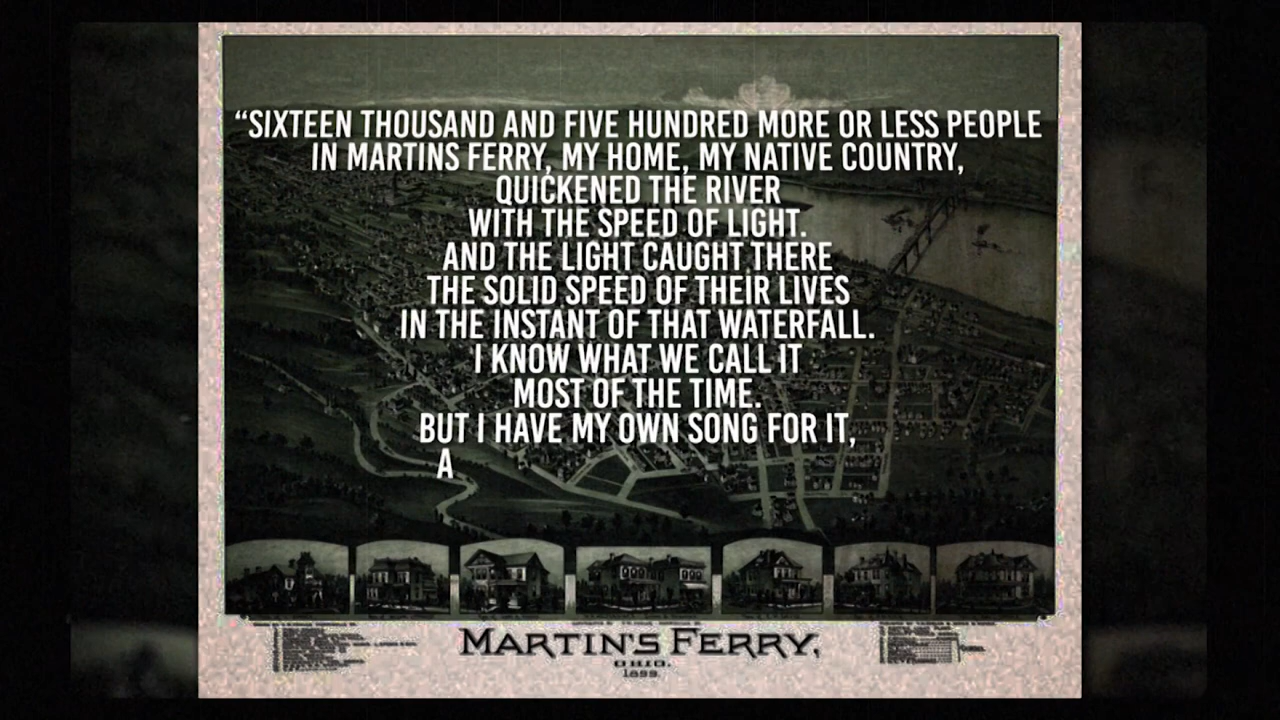 “SIXTEEN THOUSAND AND FIVE HUNDRED MORE OR LESS PEOPLE
IN MARTINS FERRY, MY HOME, MY NATIVE COUNTRY,
QUICKENED THE RIVER
WITH THE SPEED OF LIGHT.
AND THE LIGHT CAUGHT THERE
THE SOLID SPEED OF THEIR LIVES
IN THE INSTANT OF THAT WATERFALL.
I KNOW WHAT WE CALL IT
MOST OF THE TIME.
BUT I HAVE MY OWN SONG FOR IT,
A
MARTIN'S FERRY,
OHIO.
1899.